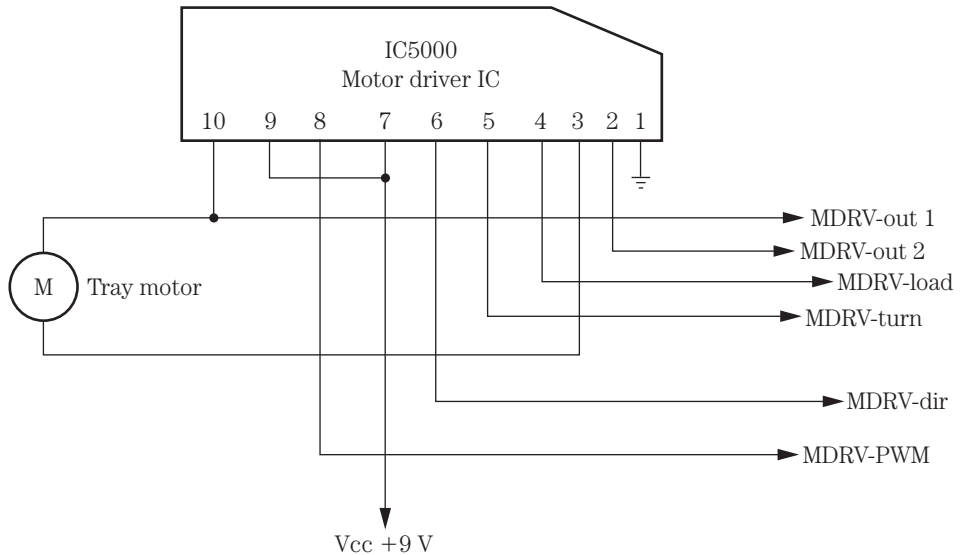 IC5000
Motor driver IC
10 9 8 7 6 5 4 3 2 1
MDRV-out 1
MDRV-out 2
MDRV-load
M Tray motor
MDRV-turn
MDRV-dir
MDRV-PWM
Vcc +9 V